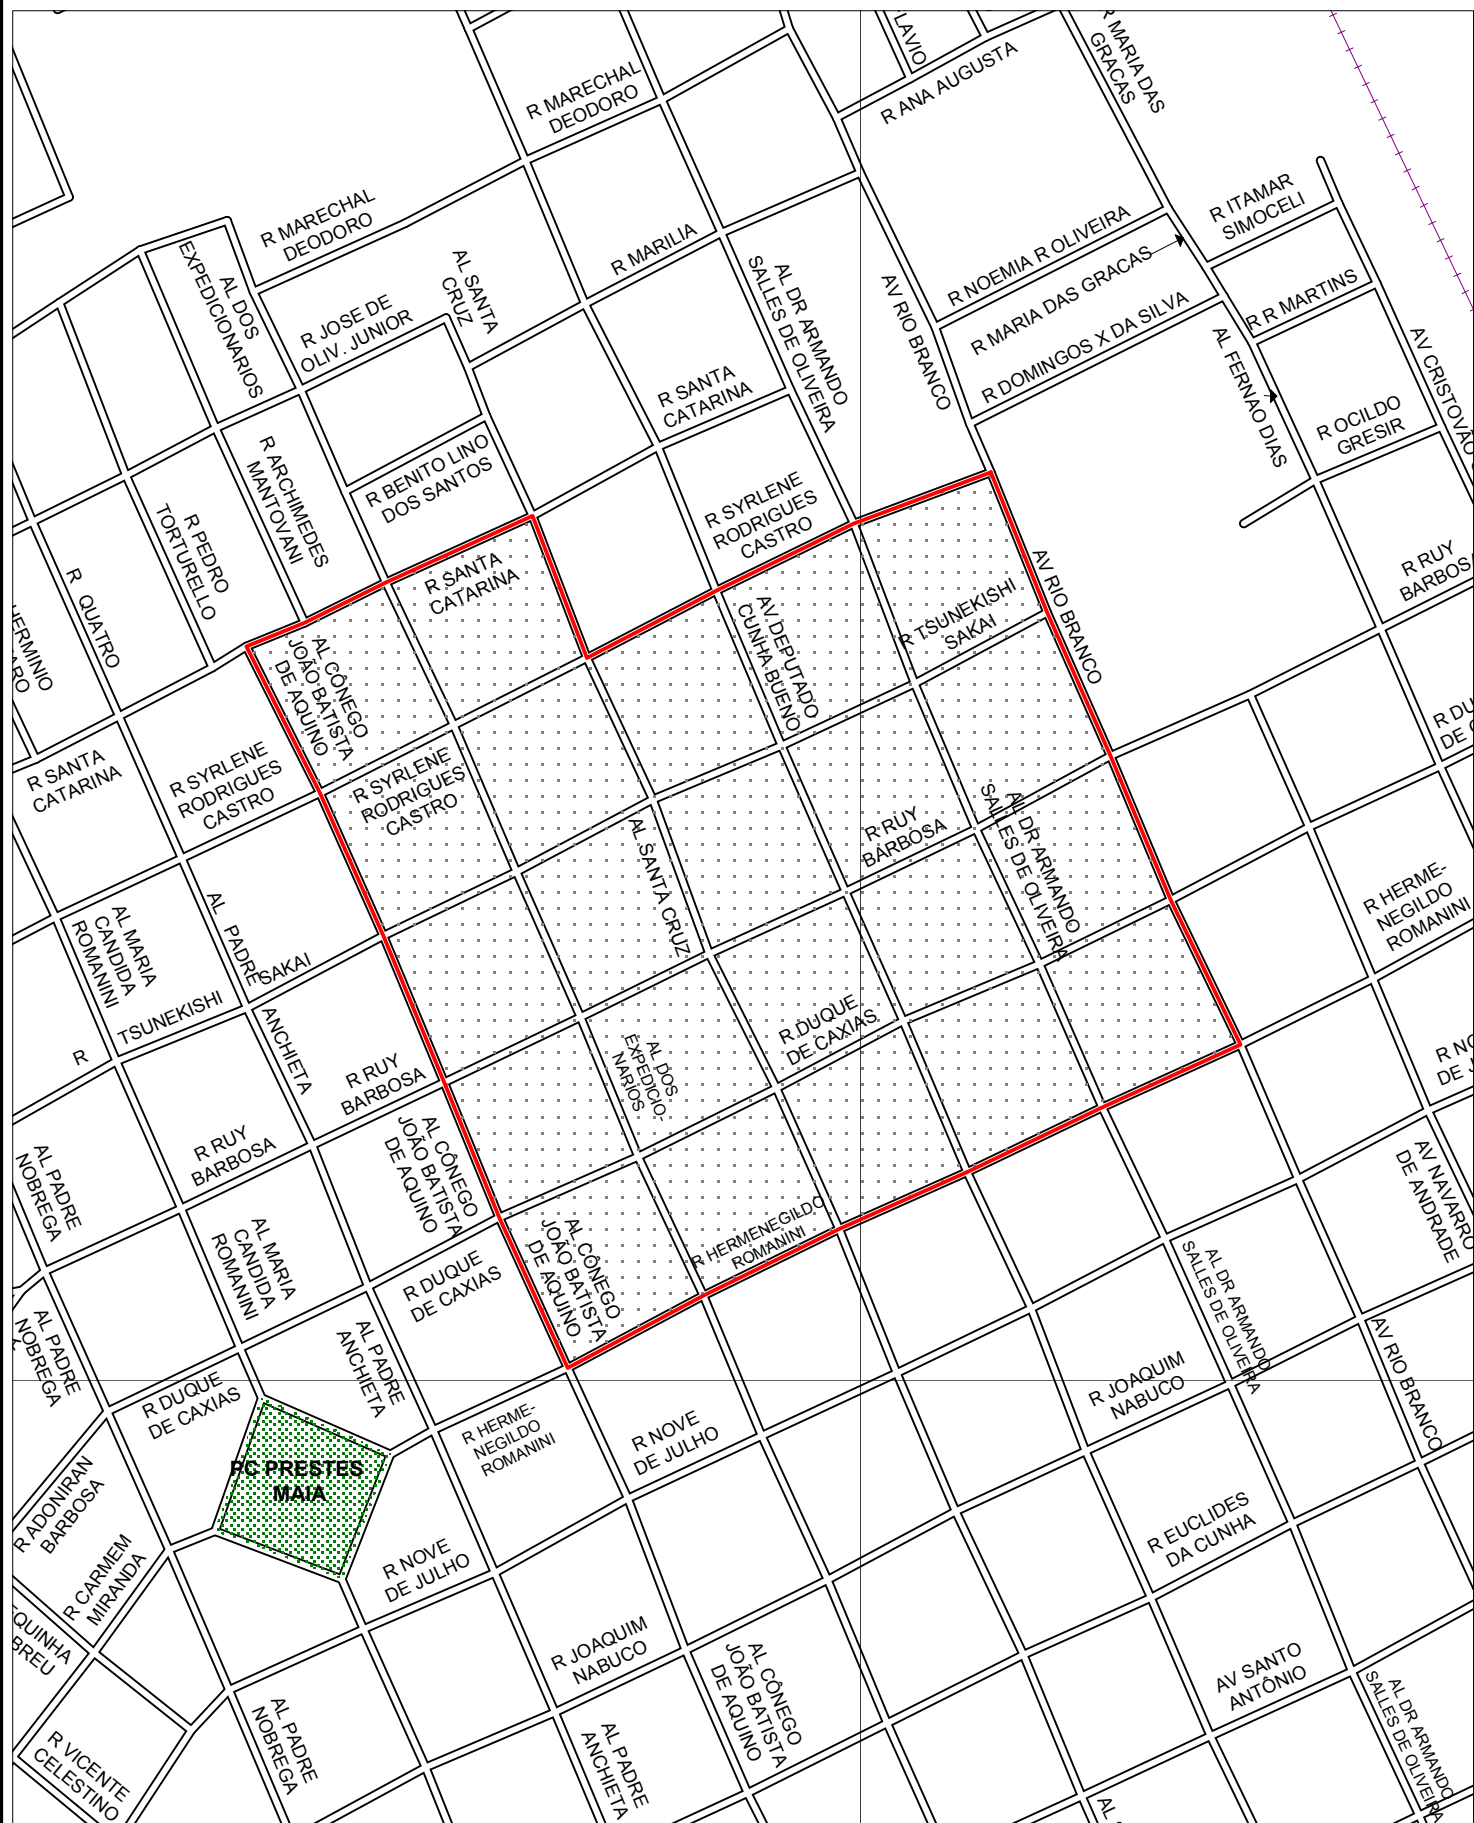 FLAVIO
R MARIA DAS
GRACAS
R ANA AUGUSTA
R MARECHAL
DEODORO
R MARECHAL
DEODORO
R ITAMAR
SIMOCELI
R NOEMIA R OLIVEIRA
R MARIA DAS GRACAS
R DOMINGOS X DA SILVA
R R MARTINS
R MARILIA
AL DOS
EXPEDICIONARIOS
AL SANTA
CRUZ
AL DR ARMANDO
SALLES DE OLIVEIRA
AV RIO BRANCO
R JOSE DE
OLIV. JUNIOR
AL FERNAO DIAS
AV CRISTOVÃO
R SANTA
CATARINA
R OCILDO
GRESIR
R ARCHIMEDES
MANTOVANI
R BENITO LINO
DOS SANTOS
R SYRLENE
RODRIGUES
CASTRO
R PEDRO
TORTURELLO
R QUATRO
HERMINIO
ARO
R SANTA
CATARINA
AV RIO BRANCO
R RUY
BARBOSA
R TSUNEKISHI
SAKAI
AV DEPUTADO
CUNHA BUENO
AL CÔNEGO
JOÃO BATISTA
DE AQUINO
R DU
DE C
R SANTA
CATARINA
R SYRLENE
RODRIGUES
CASTRO
R SYRLENE
RODRIGUES
CASTRO
AL SANTA CRUZ
R RUY
BARBOSA
AL DR ARMANDO
SALLES DE OLIVEIRA
R HERME-
NEGILDO
ROMANINI
AL MARIA
CANDIDA
ROMANINI
AL PADRE
ANCHIETA
R TSUNEKISHI SAKAI
R DUQUE
DE CAXIAS
AL DOS
EXPEDICIO-
NARIOS
R NO
DE J
R RUY
BARBOSA
R RUY
BARBOSA
AL PADRE
NOBREGA
AL CÔNEGO
JOÃO BATISTA
DE AQUINO
AV NAVARRO
DE ANDRADE
AL MARIA
CANDIDA
ROMANINI
R DUQUE
DE CAXIAS
AL CÔNEGO
JOÃO BATISTA
DE AQUINO
R HERMENEGILDO
ROMANINI
AL DR ARMANDO
SALLES DE OLIVEIRA
AL PADRE
NOBREGA
AL PADRE
ANCHIETA
AV RIO BRANCO
R DUQUE
DE CAXIAS
R HERME-
NEGILDO
ROMANINI
R NOVE
DE JULHO
R JOAQUIM
NABUCO
PC PRESTES
MAIA
R ADONIRAN
BARBOSA
R CARMEM
MIRANDA
R NOVE
DE JULHO
R EUCLIDES
DA CUNHA
EQUINHA
BREU
R JOAQUIM
NABUCO
AL CÔNEGO
JOÃO BATISTA
DE AQUINO
AV SANTO
ANTÔNIO
AL DR ARMANDO
SALLES DE OLIVEIRA
AL PADRE
NOBREGA
AL PADRE
ANCHIETA
R VICENTE
CELESTINO
AL